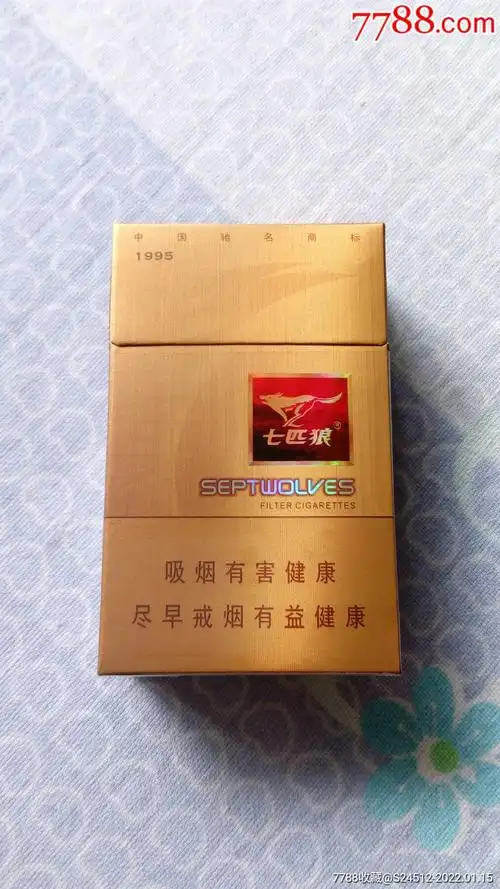 7788.com
中国驰名商标
1995
七匹狼®
SEPTWOLVES
FILTER CIGARETTES
吸烟有害健康
尽早戒烟有益健康
7788收藏@S24512-2022.01.15